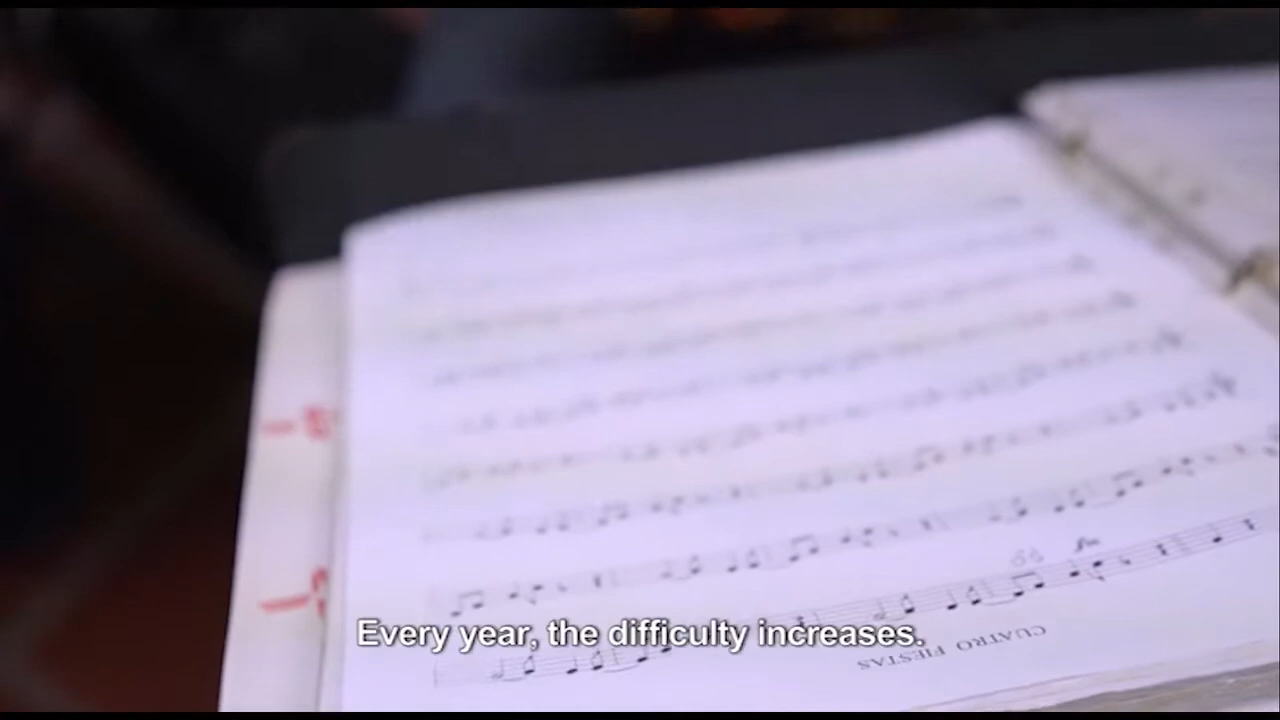 CUATRO FIESTAS
Every year, the difficulty increases.